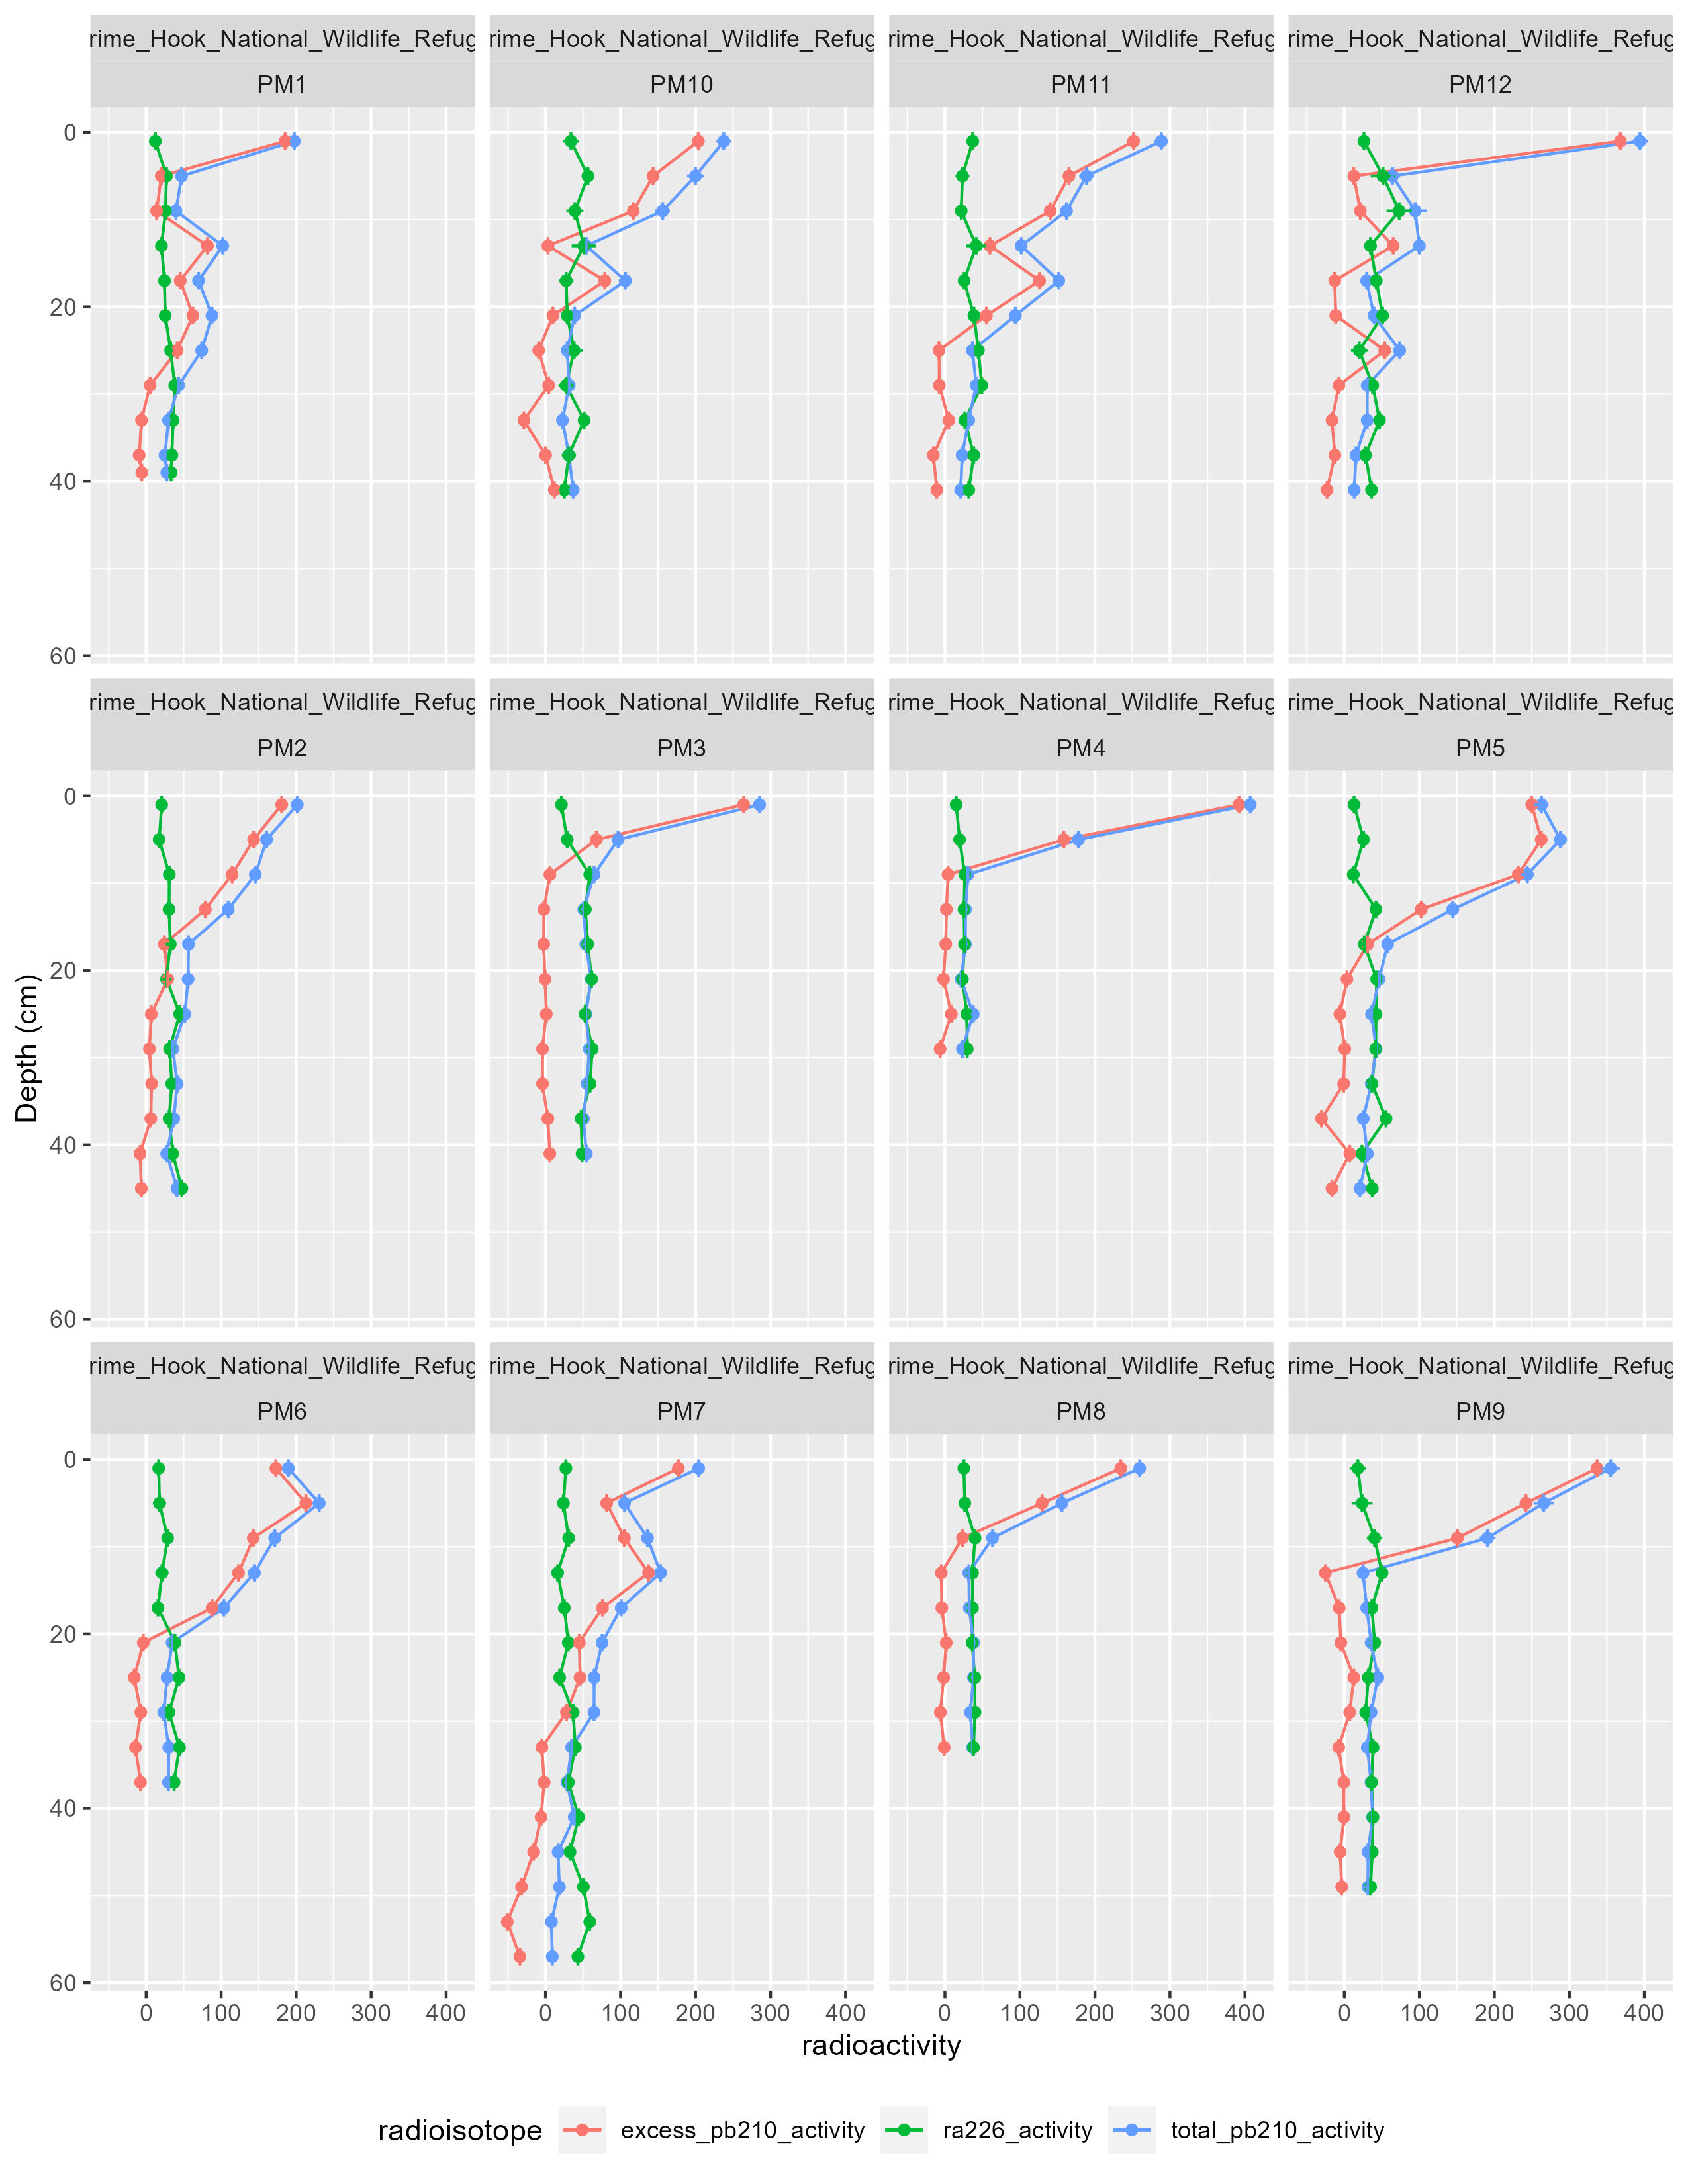 rime_Hook_National_Wildlife_Refug rime_Hook_National_Wildlife_Refug rime_Hook_National_Wildlife_Refug rime_Hook_National_Wildlife_Refug
PM1 PM10 PM11 PM12
0
20
40
60
rime_Hook_National_Wildlife_Refug rime_Hook_National_Wildlife_Refug rime_Hook_National_Wildlife_Refug rime_Hook_National_Wildlife_Refug
PM2 PM3 PM4 PM5
0
20
40
60
Depth (cm)
rime_Hook_National_Wildlife_Refug rime_Hook_National_Wildlife_Refug rime_Hook_National_Wildlife_Refug rime_Hook_National_Wildlife_Refug
PM6 PM7 PM8 PM9
0
20
40
60
0 100 200 300 400 0 100 200 300 400 0 100 200 300 400 0 100 200 300 400
radioactivity
radioisotope excess_pb210_activity ra226_activity total_pb210_activity